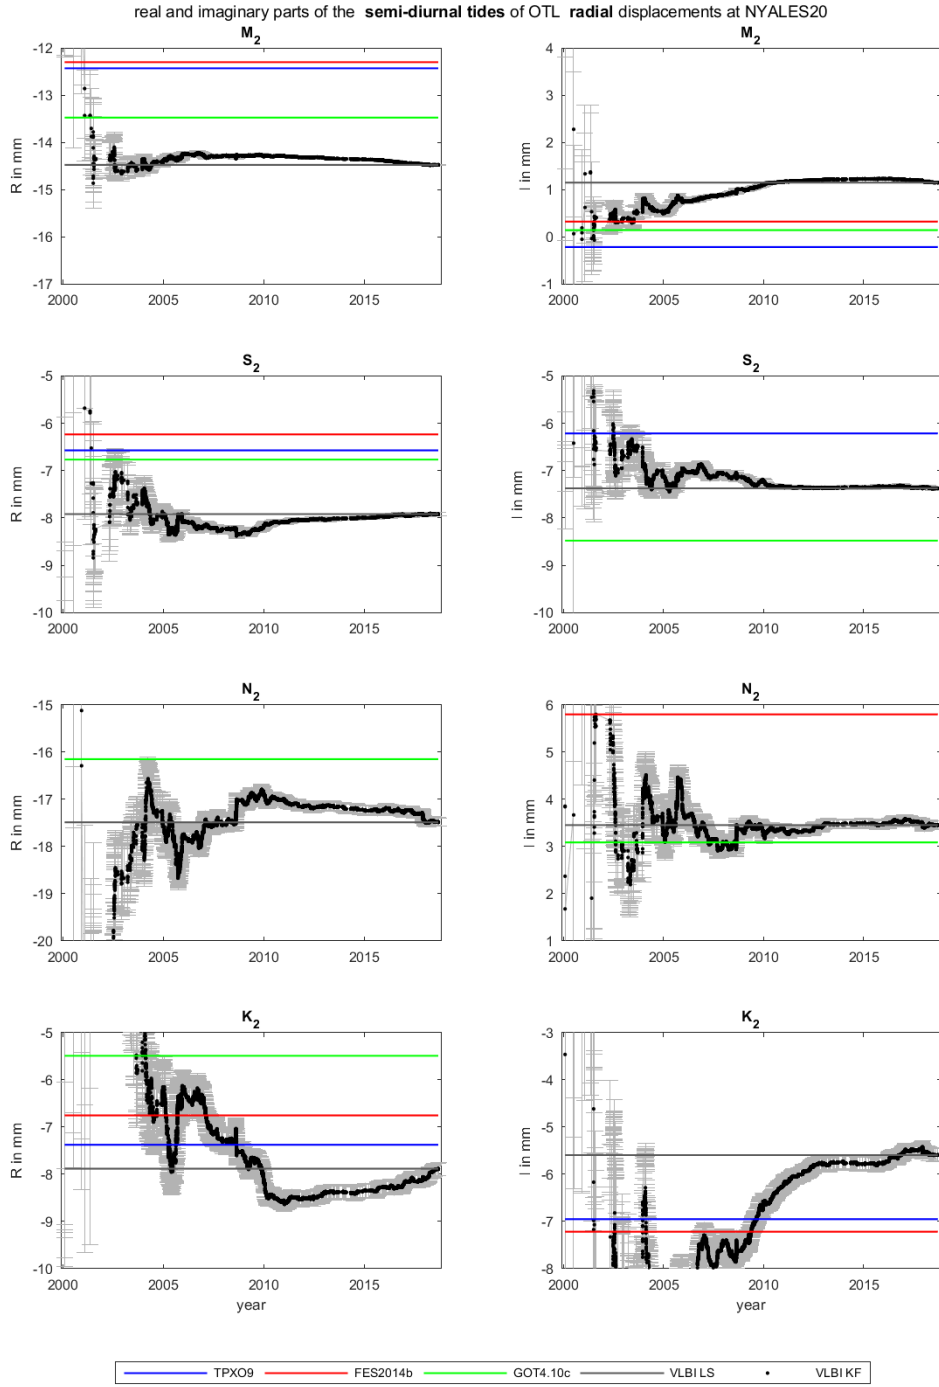 real and imaginary parts of the semi-diurnal tides of OTL radial displacements at NYALES20
M2
-12
-13
-14
-15
-16
-17
R in mm
2000 2005 2010 2015
M2
4
3
2
1
0
-1
I in mm
2000 2005 2010 2015
S2
-5
-6
-7
-8
-9
-10
R in mm
2000 2005 2010 2015
S2
-5
-6
-7
-8
-9
-10
I in mm
2000 2005 2010 2015
N2
-15
-16
-17
-18
-19
-20
R in mm
2000 2005 2010 2015
N2
6
5
4
3
2
1
I in mm
2000 2005 2010 2015
K2
-5
-6
-7
-8
-9
-10
R in mm
2000 2005 2010 2015
year
K2
-3
-4
-5
-6
-7
-8
I in mm
2000 2005 2010 2015
year
TPXO9 FES2014b GOT4.10c VLBI LS VLBI KF